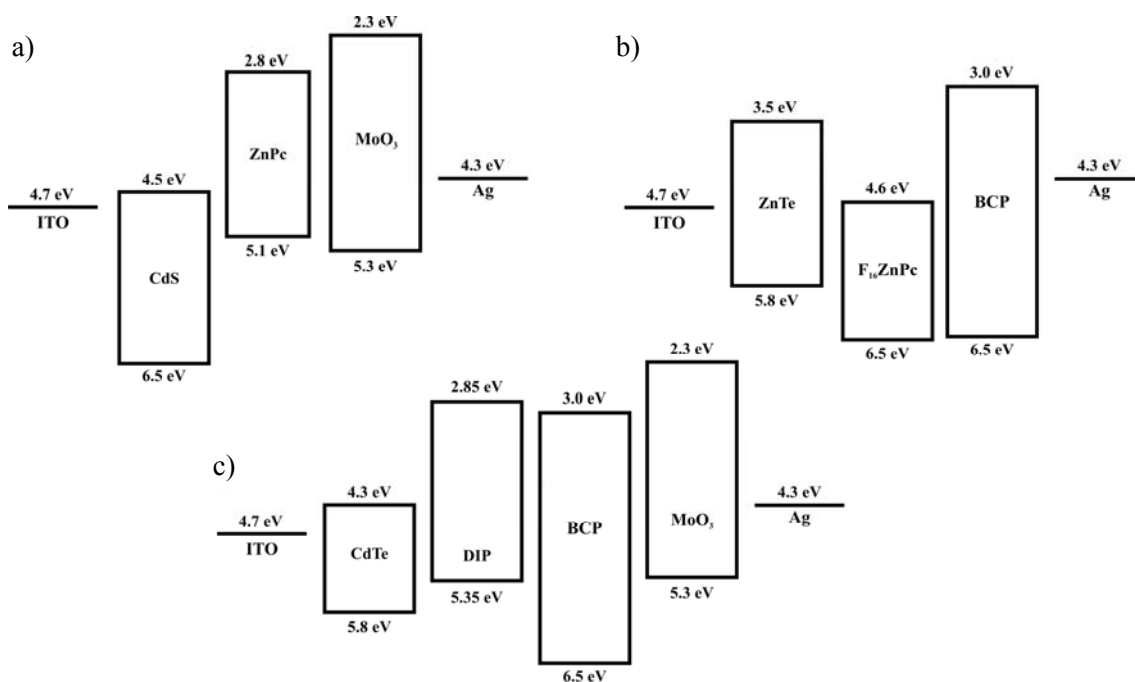 a)
2.3 eV
2.8 eV
ZnPc
MoO₃
4.3 eV
Ag
4.7 eV
ITO
4.5 eV
CdS
5.1 eV
5.3 eV
6.5 eV
b)
3.0 eV
3.5 eV
4.3 eV
Ag
4.7 eV
ITO
ZnTe
4.6 eV
BCP
F₁₆ZnPc
5.8 eV
6.5 eV
6.5 eV
c)
2.3 eV
2.85 eV
3.0 eV
4.3 eV
4.3 eV
Ag
4.7 eV
ITO
CdTe
DIP
BCP
MoO₃
5.35 eV
5.3 eV
5.8 eV
6.5 eV